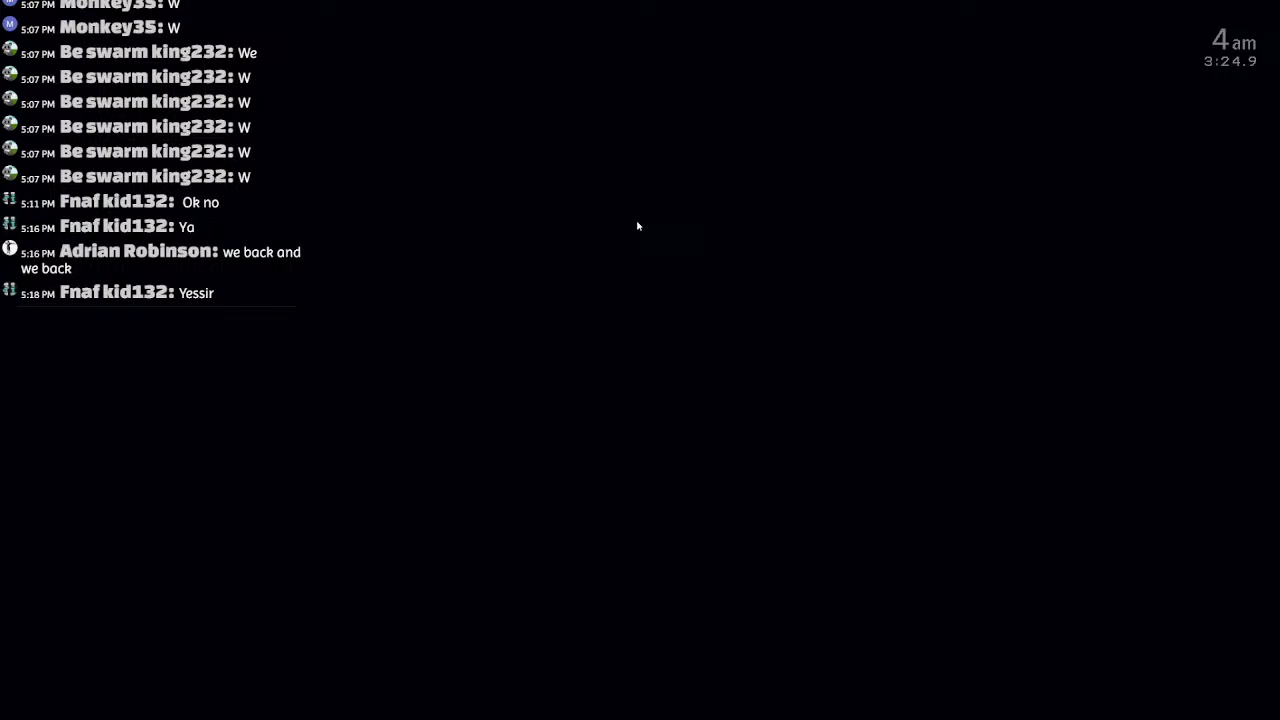 5:07 PM Monkey35: W
M 5:07 PM Monkey35: W
5:07 PM Be swarm king232: We
5:07 PM Be swarm king232: W
5:07 PM Be swarm king232: W
5:07 PM Be swarm king232: W
5:07 PM Be swarm king232: W
5:07 PM Be swarm king232: W
5:11 PM Fnaf kid132: Ok no
5:16 PM Fnaf kid132: Ya
5:16 PM Adrian Robinson: we back and
we back
5:18 PM Fnaf kid132: Yessir
4 am
3:24.9